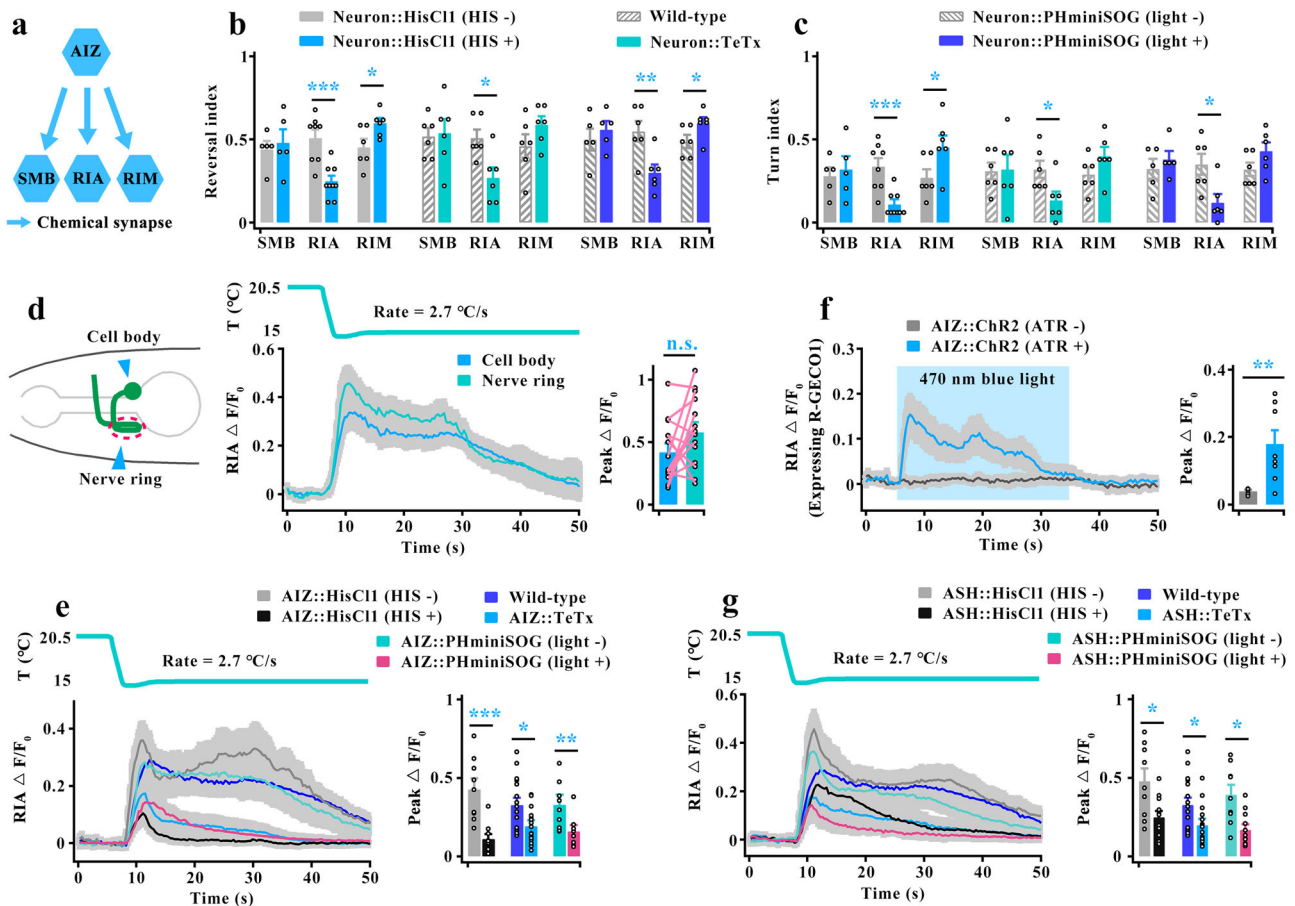 a
AIZ
SMB RIA RIM
Chemical synapse
b
Neuron::HisCl1 (HIS -)
Neuron::HisCl1 (HIS +)
Wild-type
Neuron::TeTx
Reversal index
1
0.5
0
*** * * ** *
SMB RIA RIM SMB RIA RIM SMB RIA RIM
c
Neuron::PHminiSOG (light -)
Neuron::PHminiSOG (light +)
Turn index
1
0.5
0
*** * * *
SMB RIA RIM SMB RIA RIM SMB RIA RIM
d
Cell body
Nerve ring
T (°C)
20.5
15
Rate = 2.7 °C/s
Cell body
Nerve ring
RIA △ F/F0
0.6
0.4
0.2
0
0 10 20 30 40 50
Time (s)
n.s.
Peak △ F/F0
1
0.5
0
f
AIZ::ChR2 (ATR -)
AIZ::ChR2 (ATR +)
470 nm blue light
RIA △ F/F0
(Expressing R-GECO1)
0.3
0.2
0.1
0
0 10 20 30 40 50
Time (s)
**
Peak △ F/F0
0.4
0.2
0
e
AIZ::HisCl1 (HIS -)
AIZ::HisCl1 (HIS +)
Wild-type
AIZ::TeTx
AIZ::PHminiSOG (light -)
AIZ::PHminiSOG (light +)
T (°C)
20.5
15
Rate = 2.7 °C/s
RIA △ F/F0
0.4
0.2
0
0 10 20 30 40 50
Time (s)
*** * **
Peak △ F/F0
1
0.5
0
g
ASH::HisCl1 (HIS -)
ASH::HisCl1 (HIS +)
Wild-type
ASH::TeTx
ASH::PHminiSOG (light -)
ASH::PHminiSOG (light +)
T (°C)
20.5
15
Rate = 2.7 °C/s
RIA △ F/F0
0.6
0.4
0.2
0
0 10 20 30 40 50
Time (s)
* * *
Peak △ F/F0
1
0.5
0